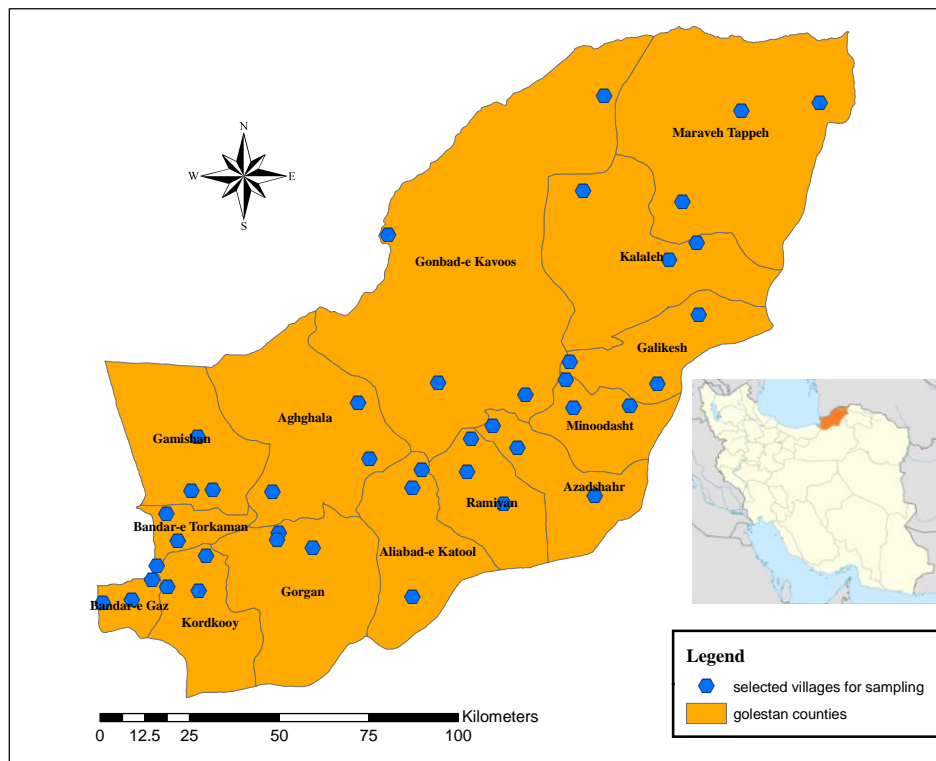 N
W E
S
Maraveh Tappeh
Gonbad-e Kavoos
Kalaleh
Galikesh
Aghghala
Minoodasht
Gamishan
Azadshahr
Ramiyan
Bandar-e Torkaman
Aliabad-e Katool
Gorgan
Bandar-e Gaz
Kordkooy
Legend
selected villages for sampling
golestan counties
Kilometers
0 12.5 25 50 75 100